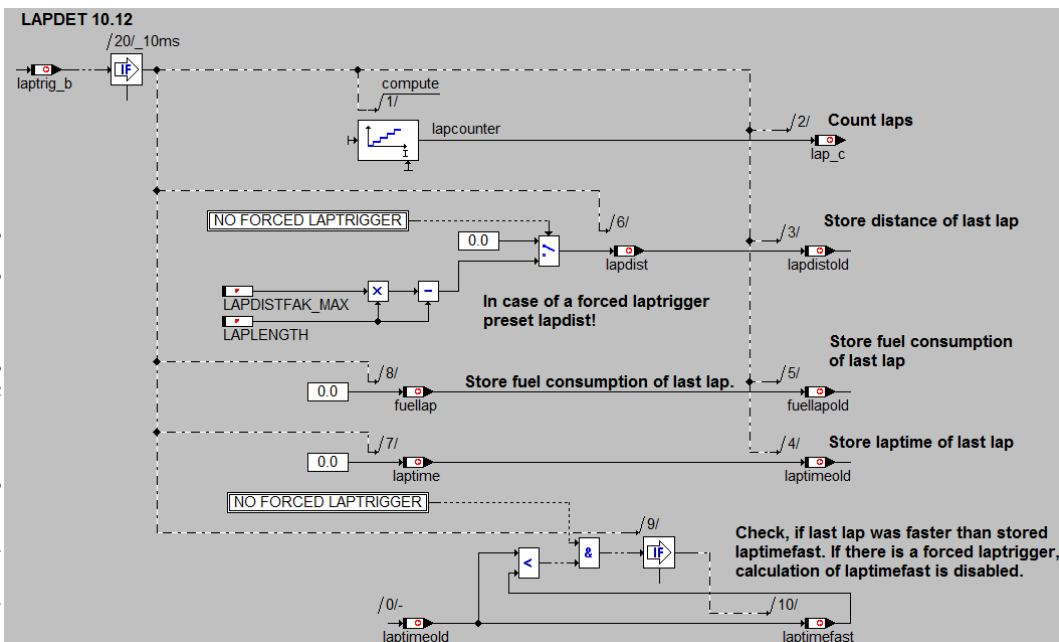 LAPDET 10.12
/20/_10ms
IF
laptrig_b
compute
/1/
lapcounter
/2/
Count laps
lap_c
NO FORCED LAPTRIGGER
/6/
Store distance of last lap
/3/
0.0
lapdist
lapdistold
LAPDISTFAK_MAX
LAPLENGTH
In case of a forced laptrigger
preset lapdist!
Store fuel consumption
of last lap
/8/
Store fuel consumption of last lap.
/5/
0.0
fuellap
fuellapold
/7/
/4/
Store laptime of last lap
0.0
laptime
laptimeold
NO FORCED LAPTRIGGER
/9/
Check, if last lap was faster than stored
laptimefast. If there is a forced laptrigger,
calculation of laptimefast is disabled.
&
IF
<
/0/-
/10/
laptimeold
laptimefast